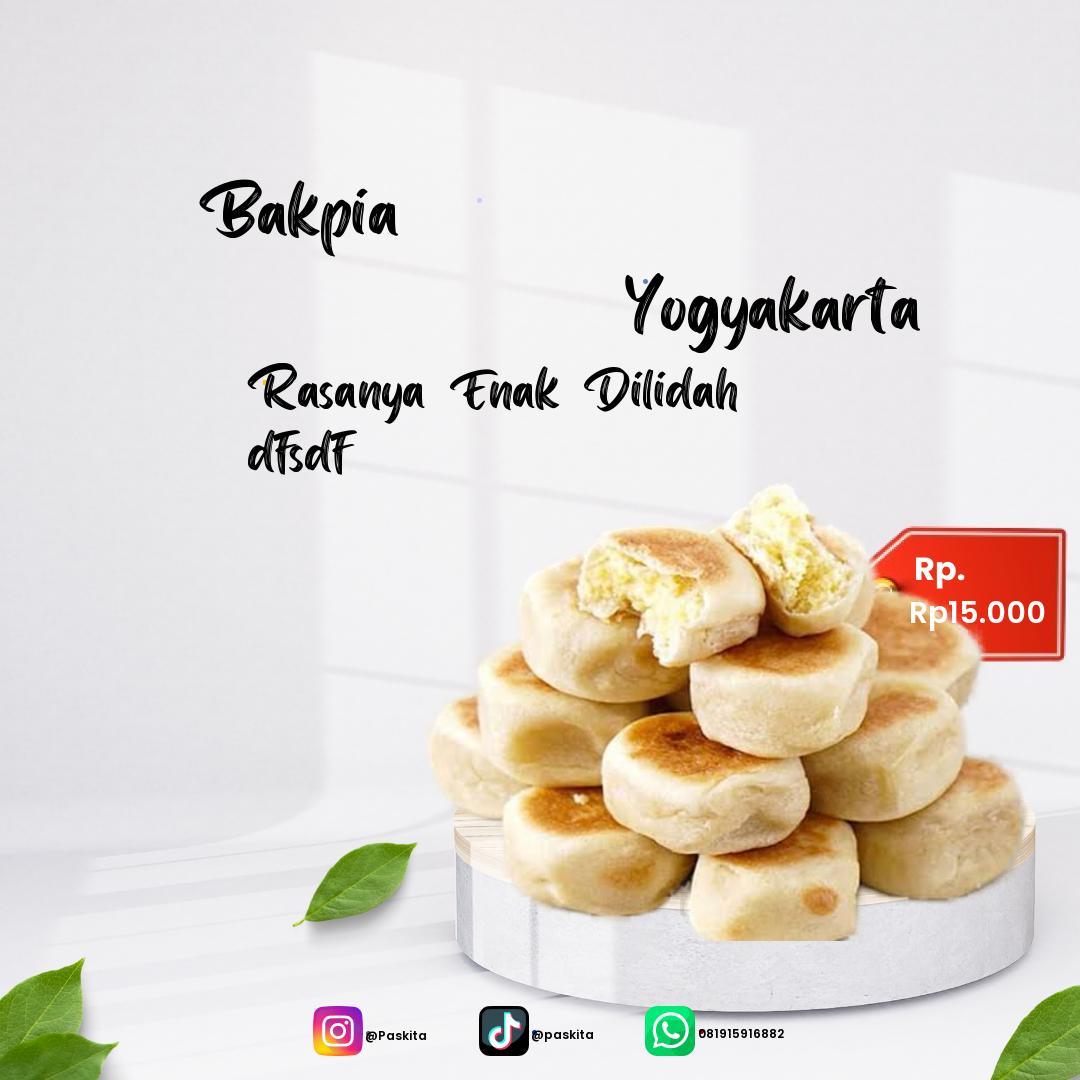 Bakpia
Yogyakarta
Rasanya Enak Dilidah
dFsdF
Rp.
Rp15.000
@Paskita
@paskita
081915916882